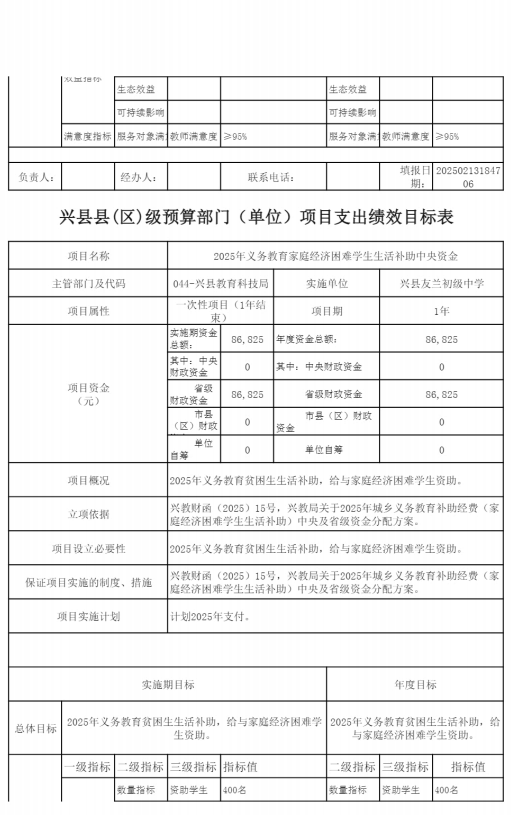 生态效益 生态效益
可持续影响 可持续影响
满意度指标 服务对象满 教师满意度 ≥95% 服务对象满 教师满意度 ≥95%
负责人: 经办人: 联系电话: 填报日期: 20250213184706
兴县县(区)级预算部门（单位）项目支出绩效目标表
项目名称 2025年义务教育家庭经济困难学生生活补助中央资金
主管部门及代码 044-兴县教育科技局 实施单位 兴县友兰初级中学
项目属性 一次性项目（1年结束） 项目期 1年
项目资金
（元）
实施期资金总额: 86,825 年度资金总额: 86,825
其中: 中央财政资金 0 其中: 中央财政资金 0
省级财政资金 86,825 省级财政资金 86,825
市县（区）财政 0 市县（区）财政资金 0
单位自筹 0 单位自筹 0
项目概况 2025年义务教育贫困生生活补助，给与家庭经济困难学生资助。
立项依据 兴教财函（2025）15号，兴教局关于2025年城乡义务教育补助经费（家
庭经济困难学生生活补助）中央及省级资金分配方案。
项目设立必要性 2025年义务教育贫困生生活补助，给与家庭经济困难学生资助。
保证项目实施的制度、措施 兴教财函（2025）15号，兴教局关于2025年城乡义务教育补助经费（家
庭经济困难学生生活补助）中央及省级资金分配方案。
项目实施计划 计划2025年支付。
实施期目标 年度目标
总体目标 2025年义务教育贫困生生活补助，给与家庭经济困难学生资助。 2025年义务教育贫困生生活补助，给与家庭经济困难学生资助。
一级指标 二级指标 三级指标 指标值 二级指标 三级指标 指标值
数量指标 资助学生 400名 数量指标 资助学生 400名